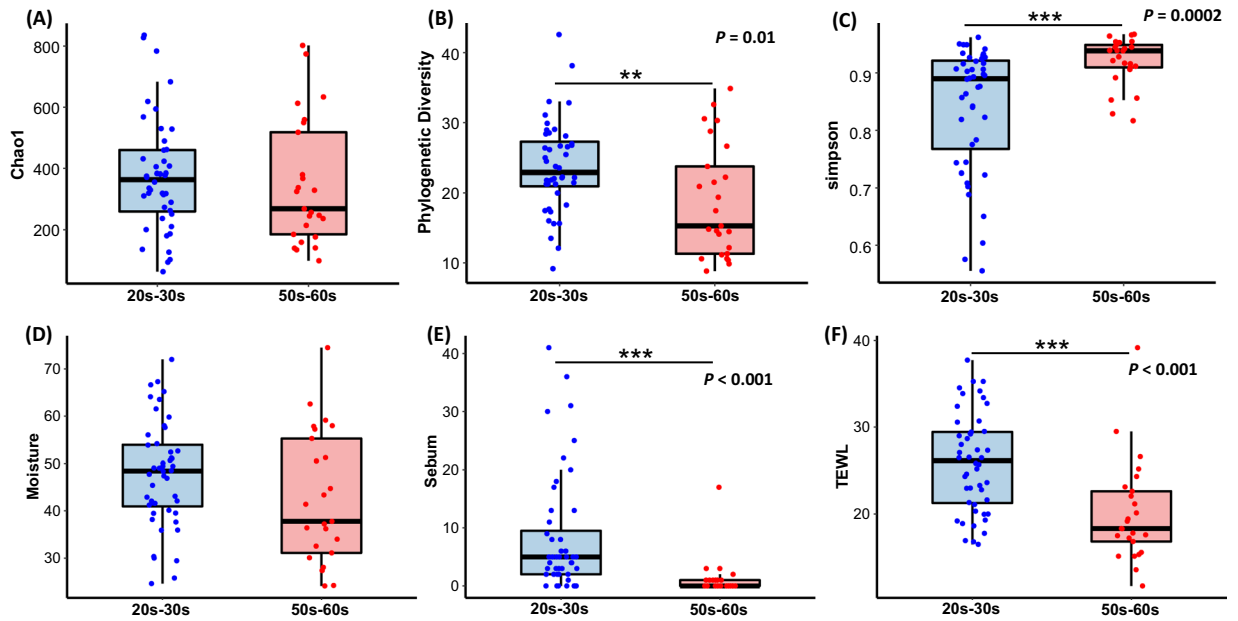 (A)
Chao1
800
600
400
200
20s-30s
50s-60s
(B)
P = 0.01
**
Phylogenetic Diversity
40
30
20
10
20s-30s
50s-60s
(C)
***
P = 0.0002
simpson
0.9
0.8
0.7
0.6
20s-30s
50s-60s
(D)
Moisture
70
60
50
40
30
20s-30s
50s-60s
(E)
***
P < 0.001
Sebum
40
30
20
10
0
20s-30s
50s-60s
(F)
***
P < 0.001
TEWL
40
30
20
20s-30s
50s-60s